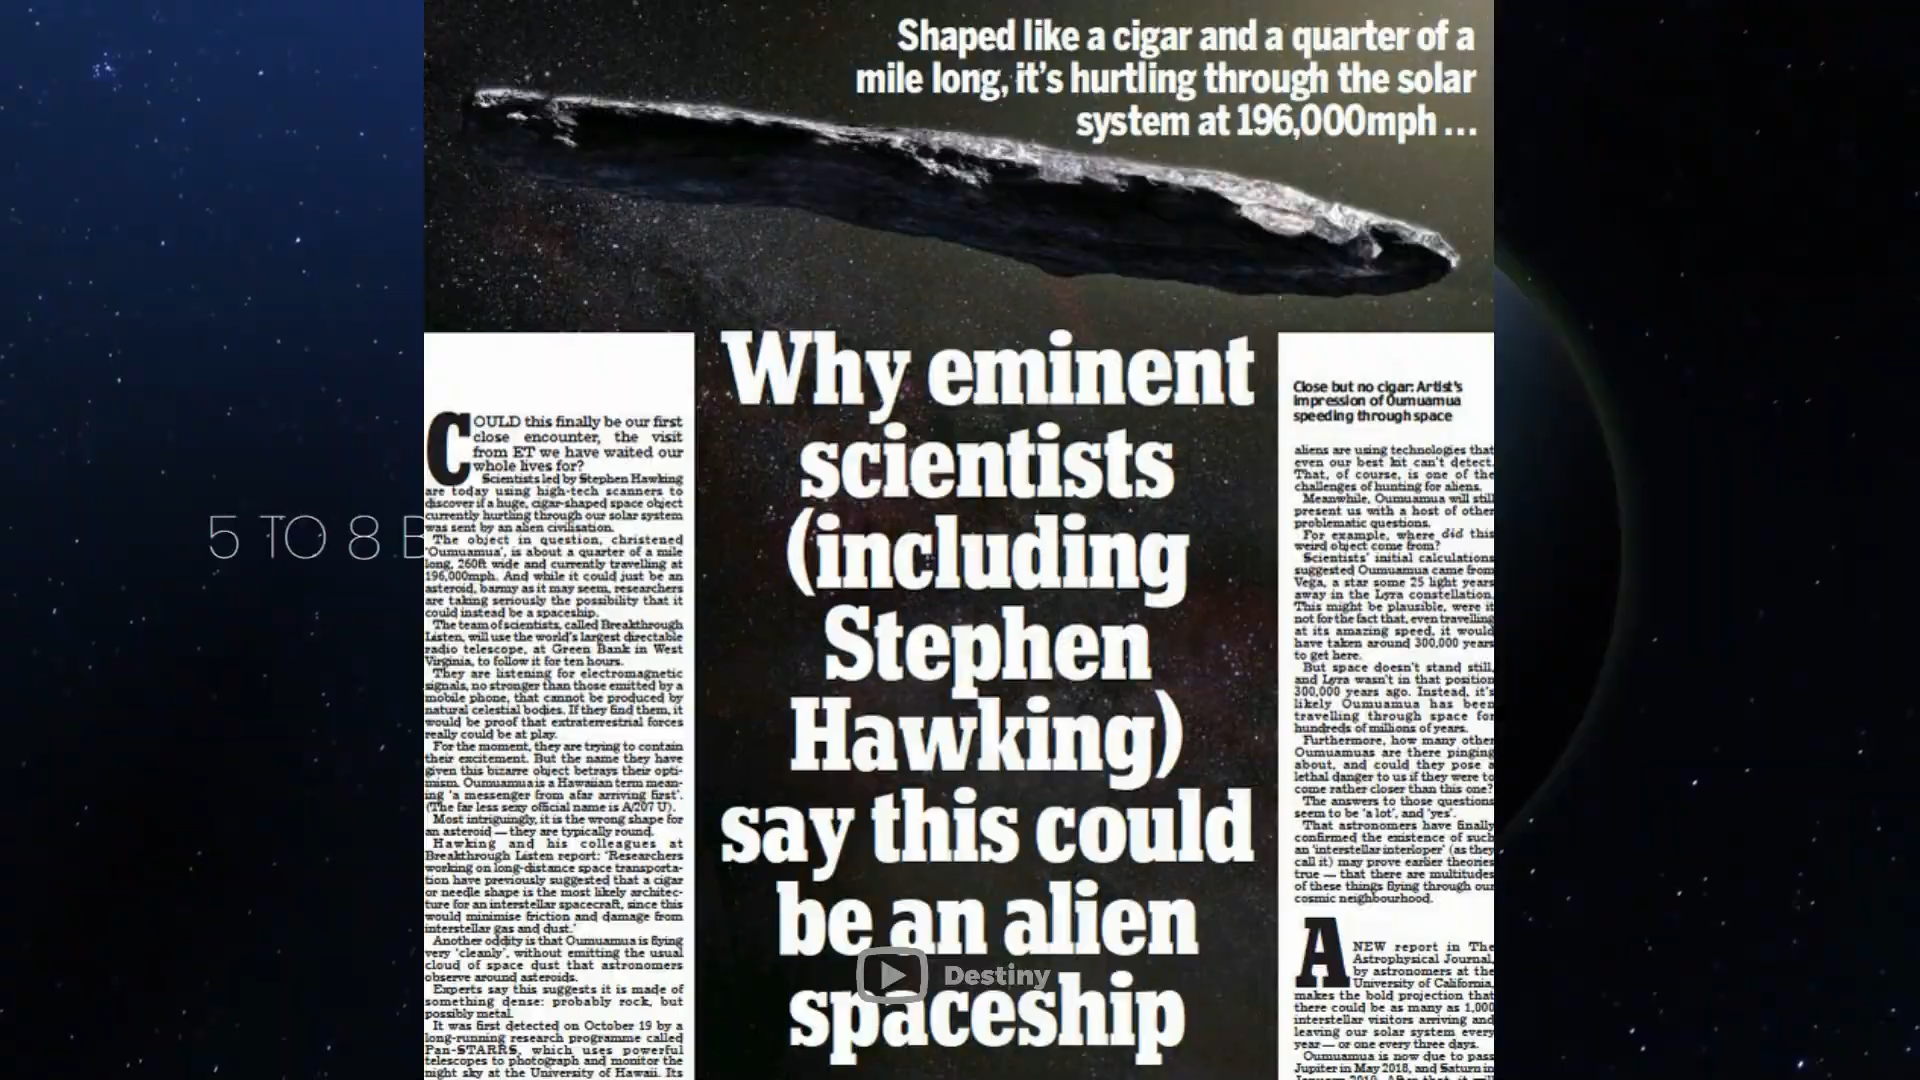 Shaped like a cigar and a quarter of a
mile long, it's hurtling through the solar
system at 196,000mph ...
Why eminent
scientists
(including
Stephen
Hawking)
say this could
be an alien
spaceship
COULD this finally be our first
close encounter, the visit
from ET we have waited our
whole lives for?
Scientists led by Stephen Hawking
are today using high-tech scanners to
discover if a huge, cigar-shaped space object
currently hurtling through our solar system
was sent by an alien civilisation.
The object in question, christened
'Oumuamua', is about a quarter of a mile
long, 260ft wide and currently travelling at
196,000mph. And while it could just be an
asteroid, barmy as it may seem, researchers
are taking seriously the possibility that it
could instead be a spaceship.
The team of scientists, called Breakthrough
Listen, will use the world's largest directable
radio telescope, at Green Bank in West
Virginia, to follow it for ten hours.
They are listening for electromagnetic
signals, no stronger than those emitted by a
mobile phone, that cannot be produced by
natural celestial bodies. If they find them, it
would be proof that extraterrestrial forces
really could be at play.
For the moment, they are trying to contain
their excitement. But the name they have
given this bizarre object betrays their opti-
mism. Oumuamua is a Hawaiian term mean-
ing 'a messenger from afar arriving first'.
(The far less sexy official name is A/207 U).
Most intriguingly, it is the wrong shape for
an asteroid — they are typically round.
Hawking and his colleagues at
Breakthrough Listen report: 'Researchers
working on long-distance space transporta-
tion have previously suggested that a cigar
or needle shape is the most likely architec-
ture for an interstellar spacecraft, since this
would minimise friction and damage from
interstellar gas and dust.'
Another oddity is that Oumuamua is flying
very 'cleanly', without emitting the usual
cloud of space dust that astronomers
observe around asteroids.
Experts say this suggests it is made of
something dense: probably rock, but
possibly metal.
It was first detected on October 19 by a
long-running research programme called
Pan-STARRS, which uses powerful
telescopes to photograph and monitor the
night sky at the University of Hawaii. Its
Close but no cigar: Artist's
impression of Oumuamua
speeding through space
aliens are using technologies that
even our best kit can't detect.
That, of course, is one of the
challenges of hunting for aliens.
Meanwhile, Oumuamua will still
present us with a host of other
problematic questions.
For example, where did this
weird object come from?
Scientists' initial calculations
suggested Oumuamua came from
Vega, a star some 25 light years
away in the Lyra constellation.
This might be plausible, were it
not for the fact that, even travelling
at its amazing speed, it would
have taken around 300,000 years
to get here.
But space doesn't stand still,
and Lyra wasn't in that position
300,000 years ago. Instead, it's
likely Oumuamua has been
travelling through space for
hundreds of millions of years.
Furthermore, how many other
Oumuamuas are there pinging
about, and could they pose a
lethal danger to us if they were to
come rather closer than this one?
The answers to those questions
seem to be 'a lot', and 'yes'.
That astronomers have finally
confirmed the existence of such
an 'interstellar interloper' (as they
call it) may prove earlier theories
true — that there are multitudes
of these things flying through our
cosmic neighbourhood.
A NEW report in The
Astrophysical Journal,
by astronomers at the
University of California,
makes the bold projection that
there could be as many as 1,000
interstellar visitors arriving and
leaving our solar system every
year — or one every three days.
Oumuamua is now due to pass
Jupiter in May 2018, and Saturn in
5 TO 8 B
Destiny